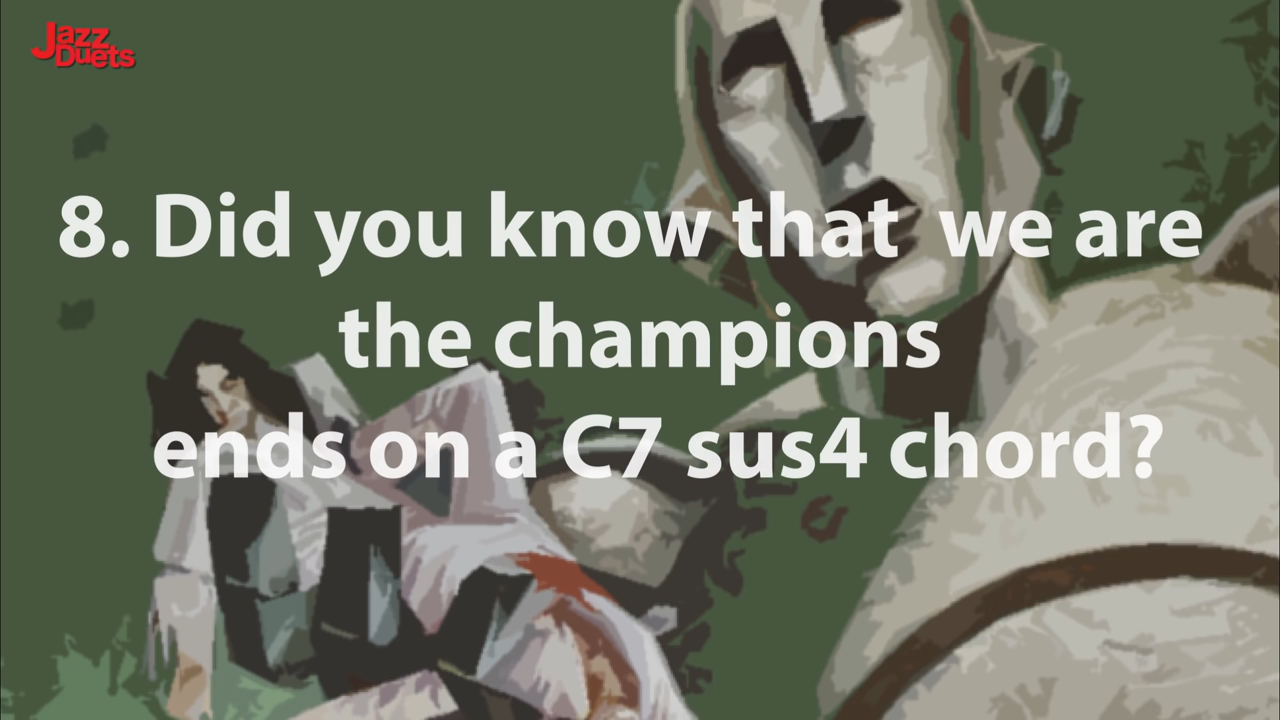 Jazz
Duets
8. Did you know that  we are
the champions
ends on a C7 sus4 chord?